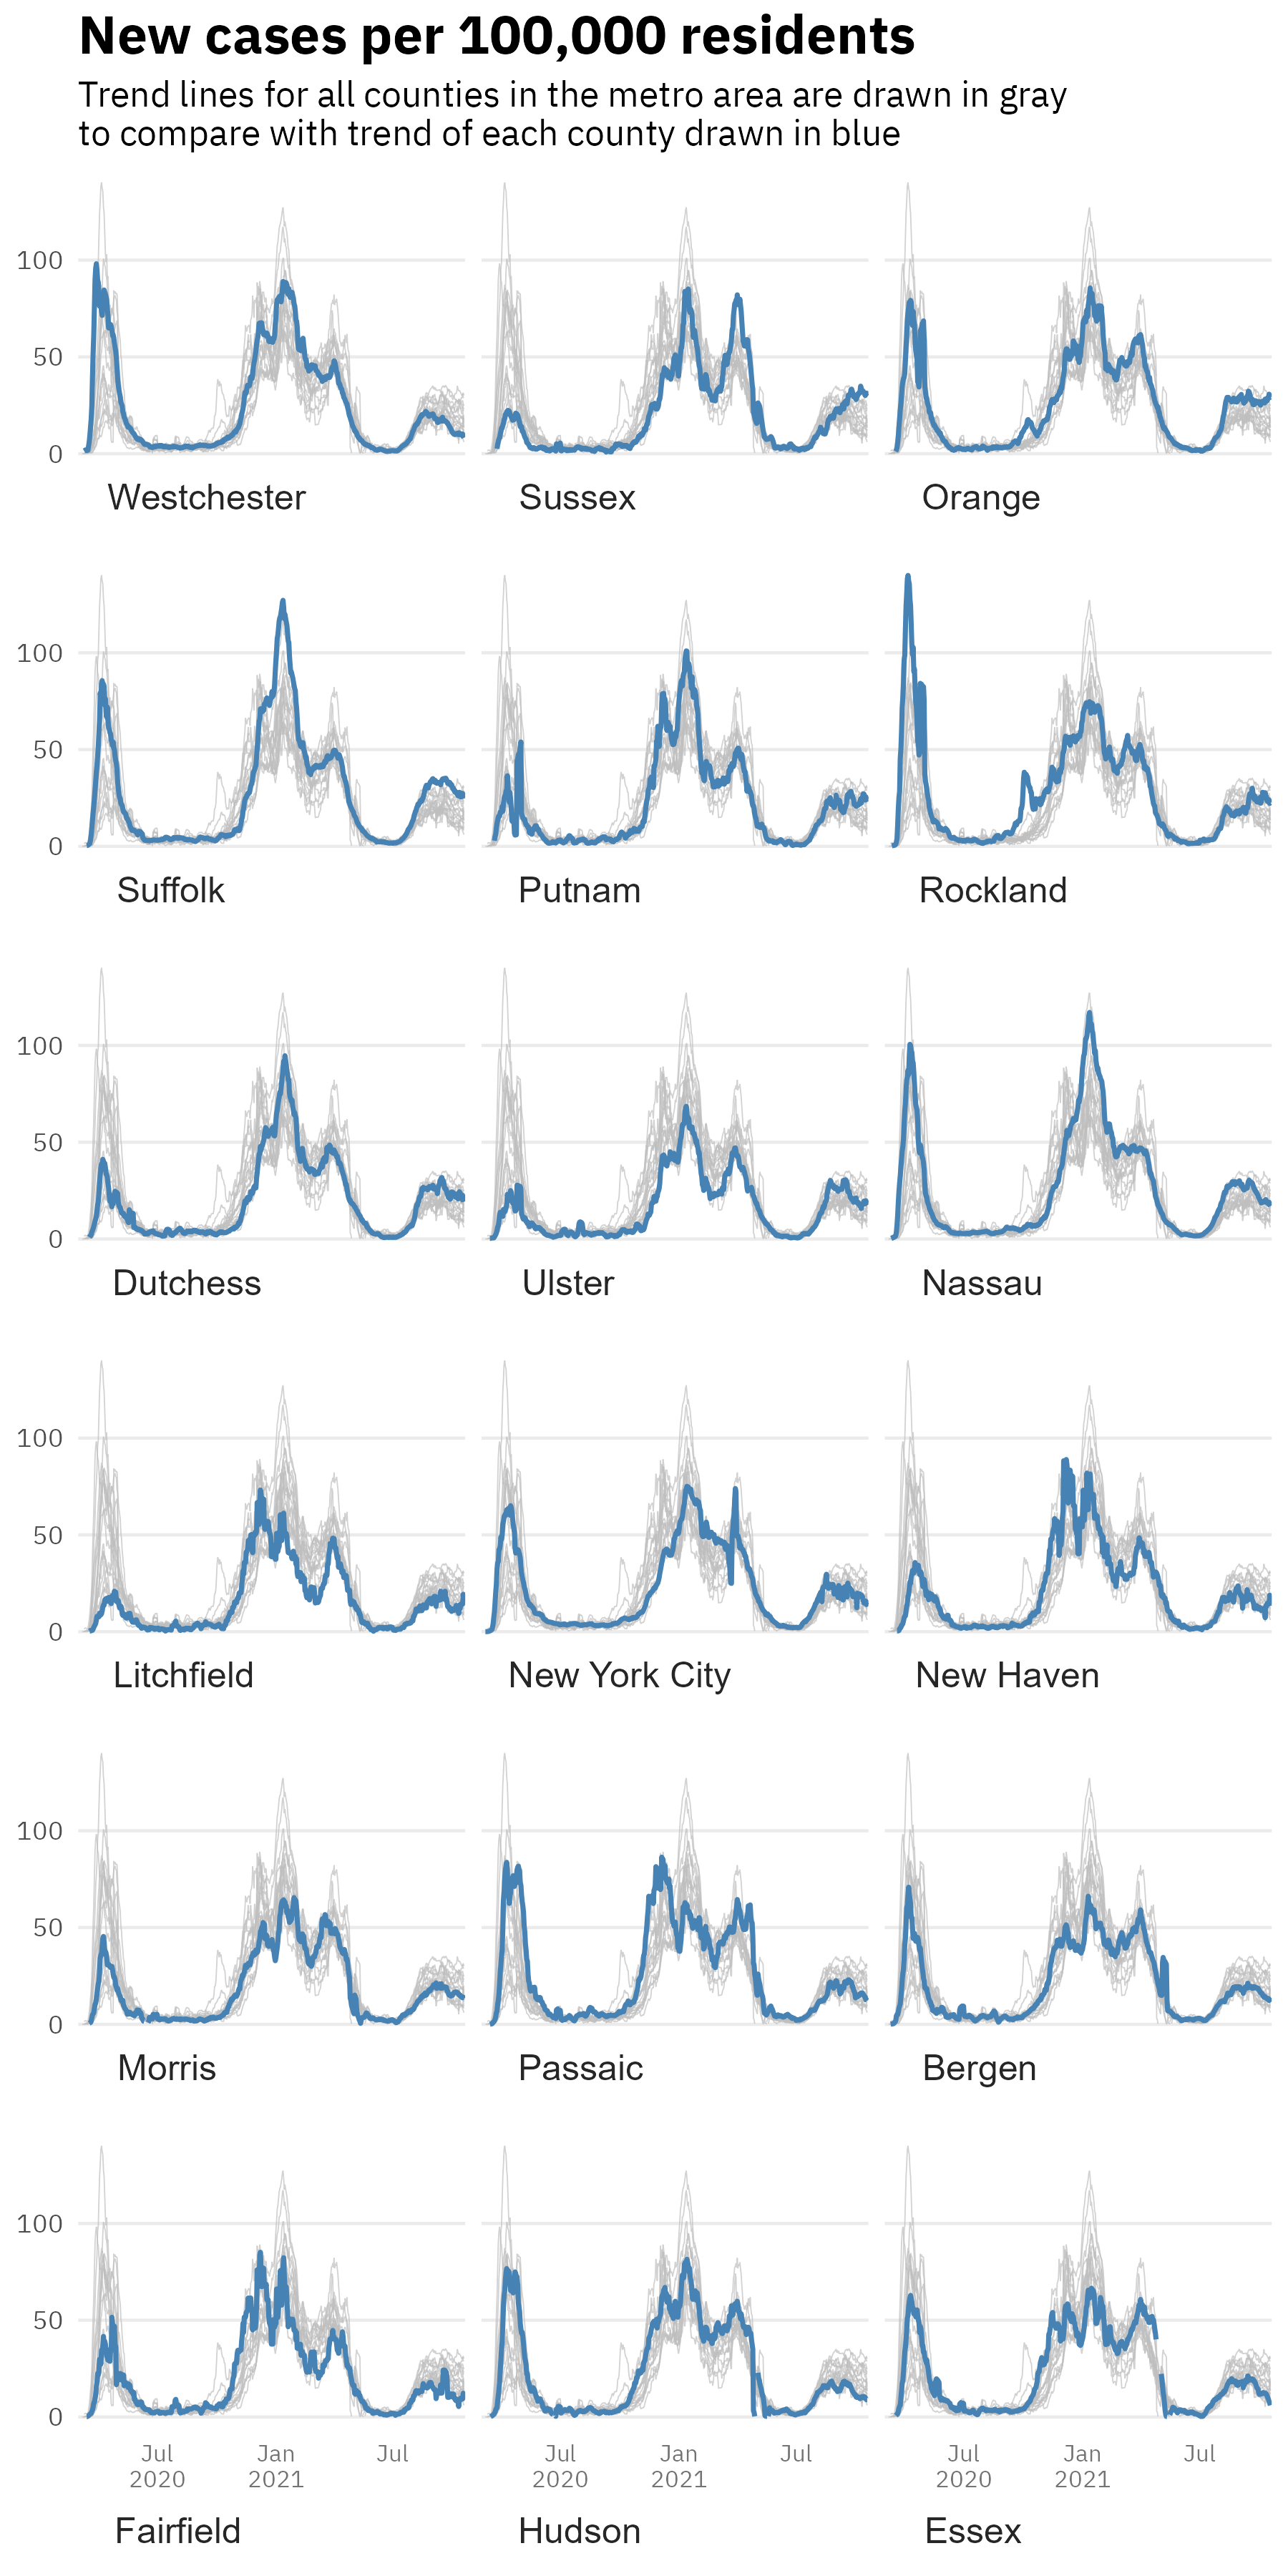 New cases per 100,000 residents
Trend lines for all counties in the metro area are drawn in gray
to compare with trend of each county drawn in blue
100
50
0
Westchester Sussex Orange
100
50
0
Suffolk Putnam Rockland
100
50
0
Dutchess Ulster Nassau
100
50
0
Litchfield New York City New Haven
100
50
0
Morris Passaic Bergen
100
50
0
Jul Jan Jul Jul Jan Jul Jul Jan Jul
2020 2021 2020 2021 2020 2021
Fairfield Hudson Essex